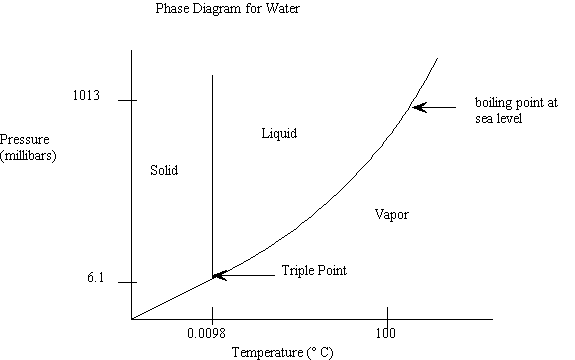 Phase Diagram for Water
1013
boiling point at
sea level
Liquid
Pressure
(millibars)
Solid
Vapor
Triple Point
6.1
0.0098
100
Temperature (° C)